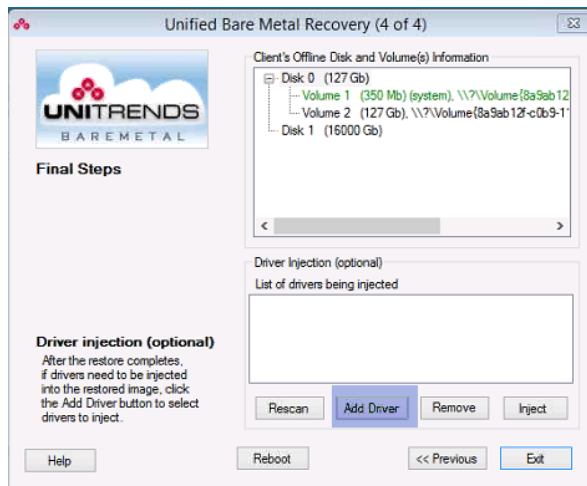 Unified Bare Metal Recovery (4 of 4)
UNITRENDS
BAREMETAL
Final Steps
Client's Offline Disk and Volume(s) Information
Disk 0 (127 Gb)
Volume 1 (350 Mb) (system), \\?\Volume{8a9ab12
Volume 2 (127 Gb), \\?\Volume{8a9ab12f-c0b9-11
Disk 1 (16000 Gb)
Driver Injection (optional)
List of drivers being injected
Driver injection (optional)
After the restore completes,
if drivers need to be injected
into the restored image, click
the Add Driver button to select
drivers to inject.
Rescan
Add Driver
Remove
Inject
Help
Reboot
<< Previous
Exit